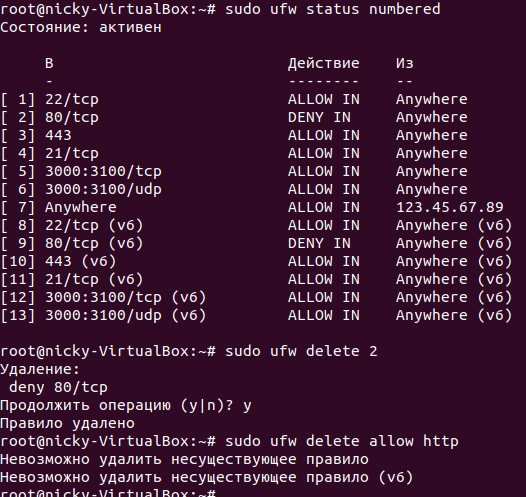 root@nicky-VirtualBox:~# sudo ufw status numbered
Состояние: активен
     В                          Действие    Из
     -                          --------    --
[ 1] 22/tcp                     ALLOW IN    Anywhere
[ 2] 80/tcp                     DENY IN     Anywhere
[ 3] 443                        ALLOW IN    Anywhere
[ 4] 21/tcp                     ALLOW IN    Anywhere
[ 5] 3000:3100/tcp              ALLOW IN    Anywhere
[ 6] 3000:3100/udp              ALLOW IN    Anywhere
[ 7] Anywhere                   ALLOW IN    123.45.67.89
[ 8] 22/tcp (v6)                ALLOW IN    Anywhere (v6)
[ 9] 80/tcp (v6)                DENY IN     Anywhere (v6)
[10] 443 (v6)                   ALLOW IN    Anywhere (v6)
[11] 21/tcp (v6)                ALLOW IN    Anywhere (v6)
[12] 3000:3100/tcp (v6)         ALLOW IN    Anywhere (v6)
[13] 3000:3100/udp (v6)         ALLOW IN    Anywhere (v6)
root@nicky-VirtualBox:~# sudo ufw delete 2
Удаление:
 deny 80/tcp
Продолжить операцию (y|n)? y
Правило удалено
root@nicky-VirtualBox:~# sudo ufw delete allow http
Невозможно удалить несуществующее правило
Невозможно удалить несуществующее правило (v6)
root@nicky-VirtualBox:~#